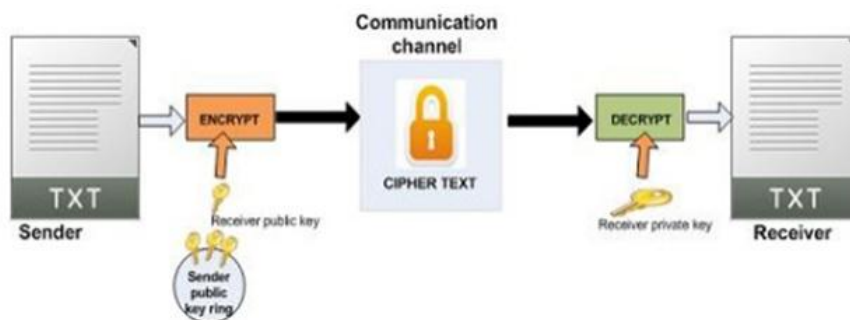 Communication
channel
TXT
Sender
ENCRYPT
Receiver public key
Sender
public
key ring
CIPHER TEXT
DECRYPT
Receiver private key
TXT
Receiver